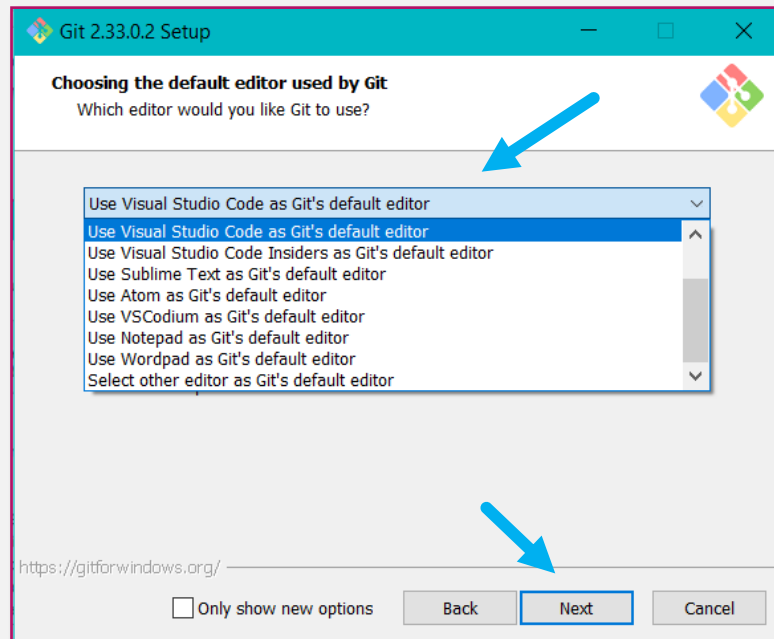 Git 2.33.0.2 Setup
Choosing the default editor used by Git
Which editor would you like Git to use?
Use Visual Studio Code as Git's default editor
Use Visual Studio Code as Git's default editor
Use Visual Studio Code Insiders as Git's default editor
Use Sublime Text as Git's default editor
Use Atom as Git's default editor
Use VSCodium as Git's default editor
Use Notepad as Git's default editor
Use Wordpad as Git's default editor
Select other editor as Git's default editor
https://gitforwindows.org/
Only show new options
Back
Next
Cancel